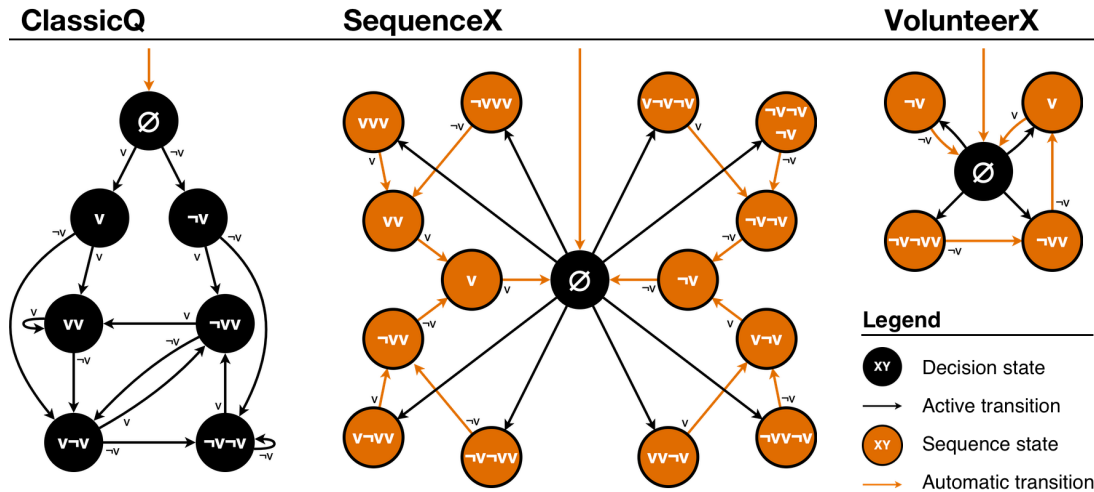 ClassicQ
SequenceX
VolunteerX
∅
v
¬v
v
¬v
¬v
v
v
¬v
vv
¬vv
v
v
¬v
¬v
v
v¬v
¬v¬v
¬v
v
¬v
vvv
¬vvv
v¬v¬v
¬v¬v
¬v
v
¬v
v
¬v
vv
¬v¬v
v
¬v
v
∅
¬v
v
¬v
¬vv
v¬v
¬v
v
v¬vv
¬v¬vv
vv¬v
¬vv¬v
v
¬v
v
¬v
¬v
v
¬v
v
∅
¬v¬vv
¬vv
¬v
¬v
Legend
XY
Decision state
Active transition
XY
Sequence state
Automatic transition